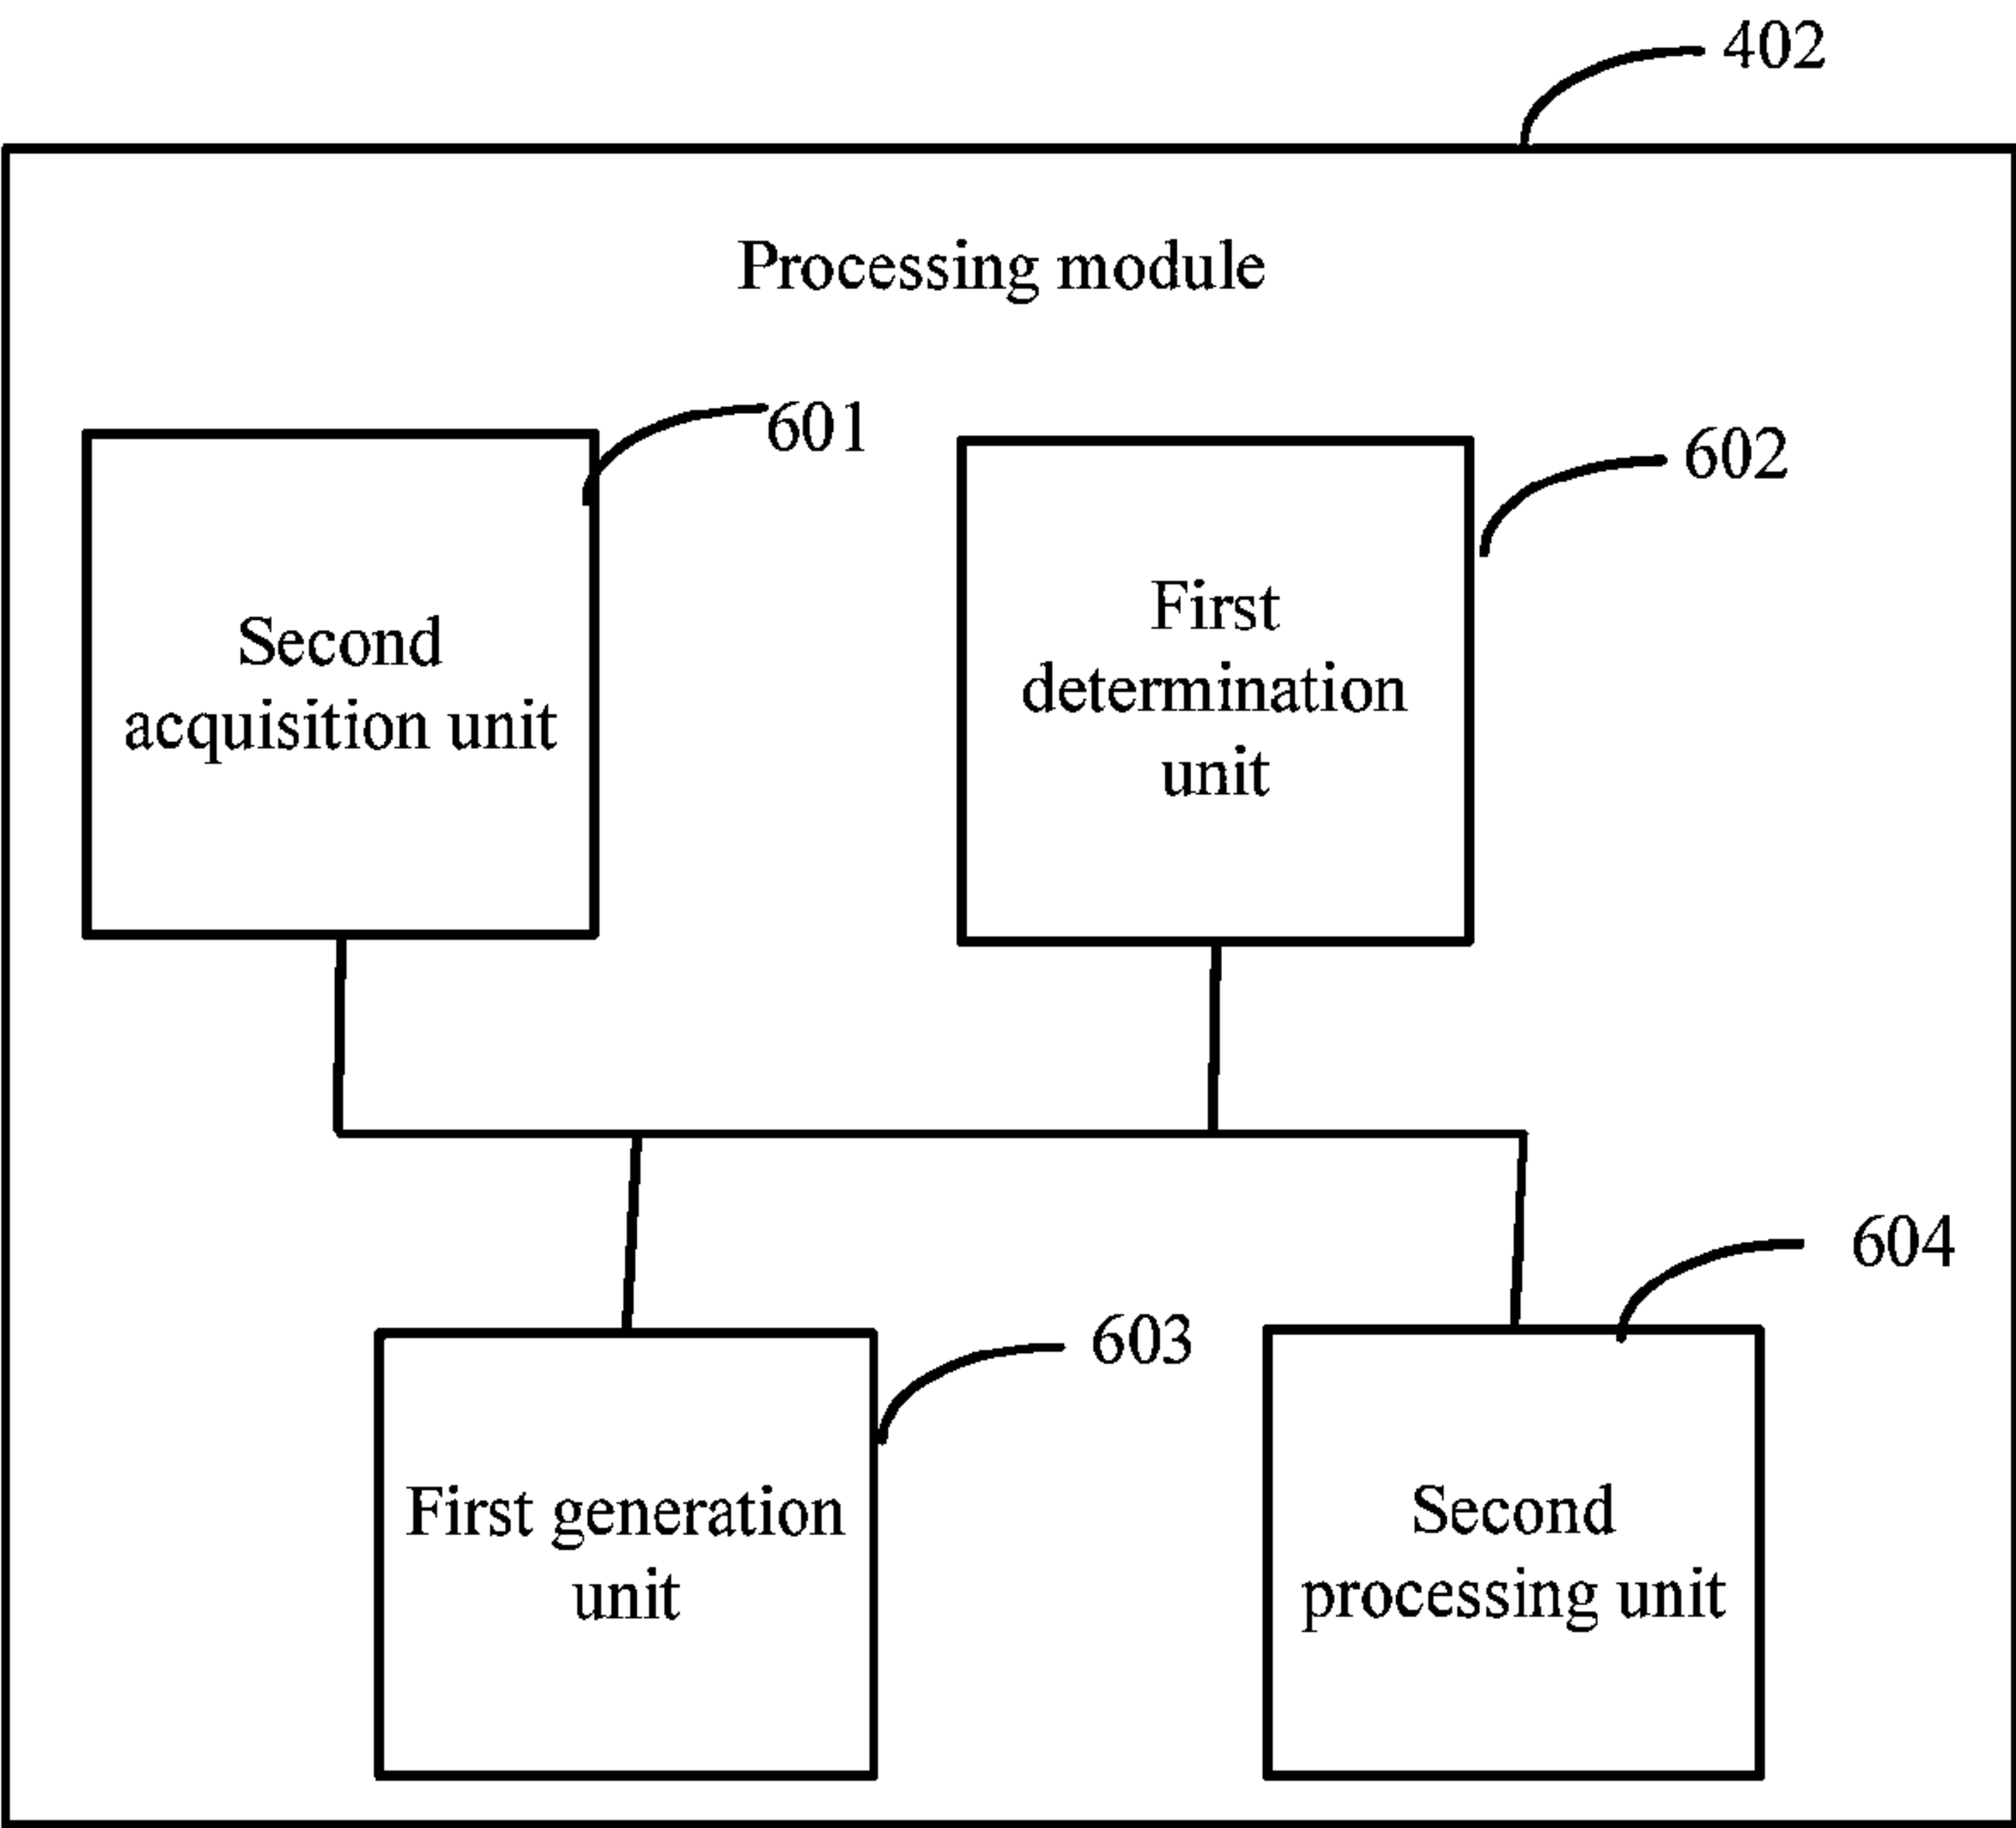 402
Processing module
601
602
Second
acquisition unit
First
determination
unit
604
603
First generation
unit
Second
processing unit